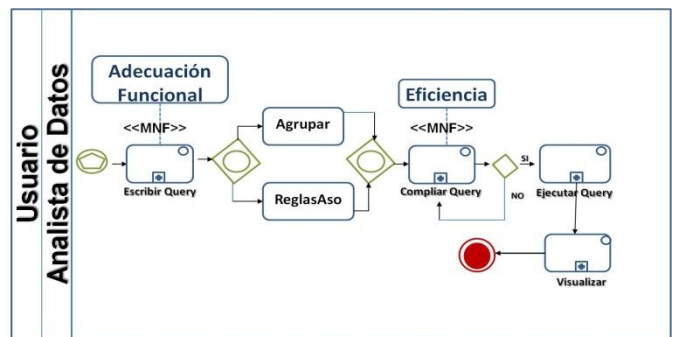 Usuario
Analista de Datos
Adecuación
Funcional
<<MNF>>
Escribir Query
Agrupar
ReglasAso
Eficiencia
<<MNF>>
Compliar Query
SI
NO
Ejecutar Query
Visualizar